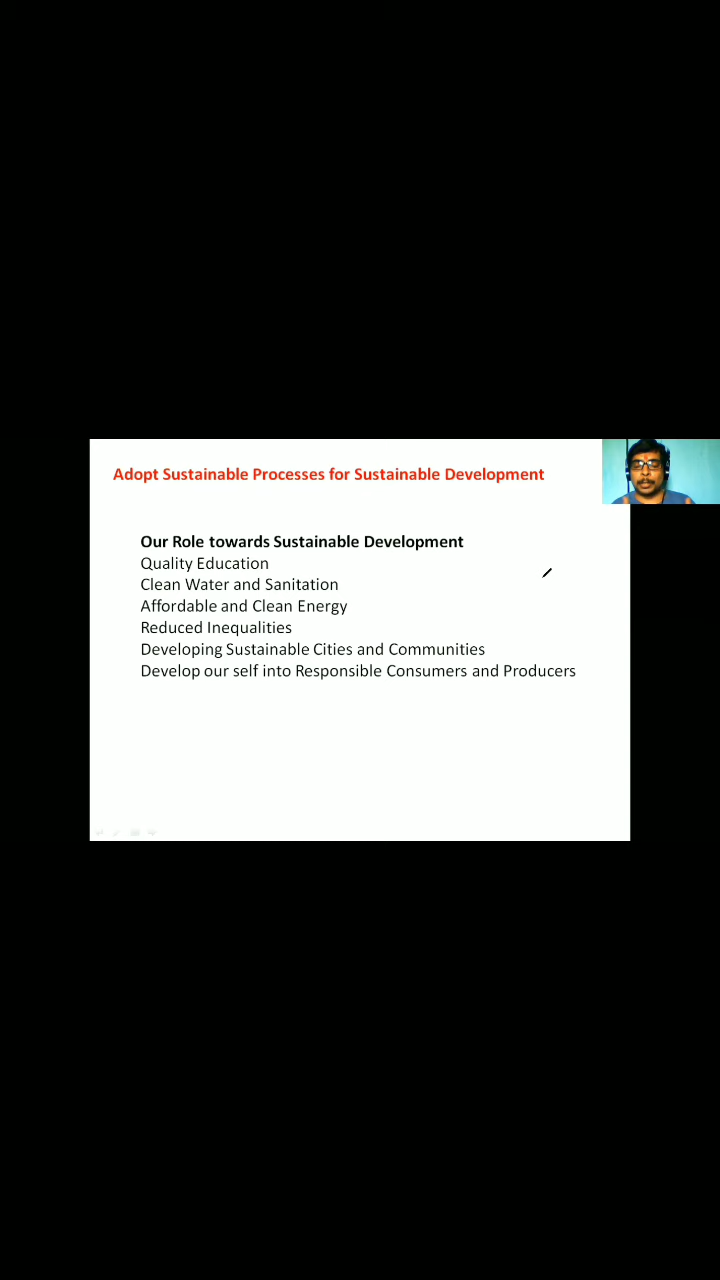 Adopt Sustainable Processes for Sustainable Development
Our Role towards Sustainable Development
Quality Education
Clean Water and Sanitation
Affordable and Clean Energy
Reduced Inequalities
Developing Sustainable Cities and Communities
Develop our self into Responsible Consumers and Producers